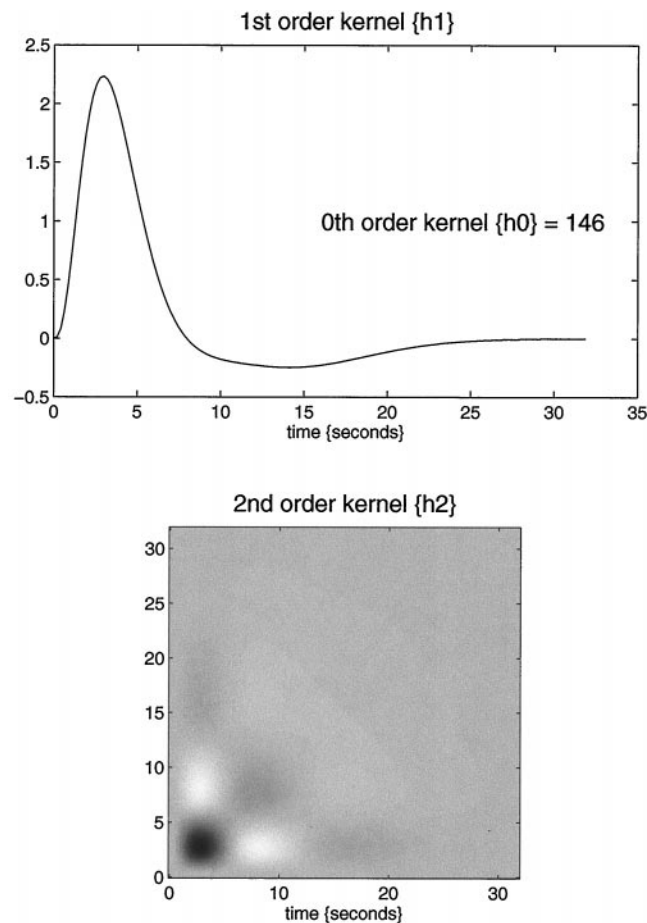 1st order kernel {h1}
2.5
2
1.5
1
0.5
0
−0.5
0th order kernel {h0} = 146
0 5 10 15 20 25 30 35
time {seconds}
2nd order kernel {h2}
30
25
20
15
10
5
0
0 10 20 30
time {seconds}